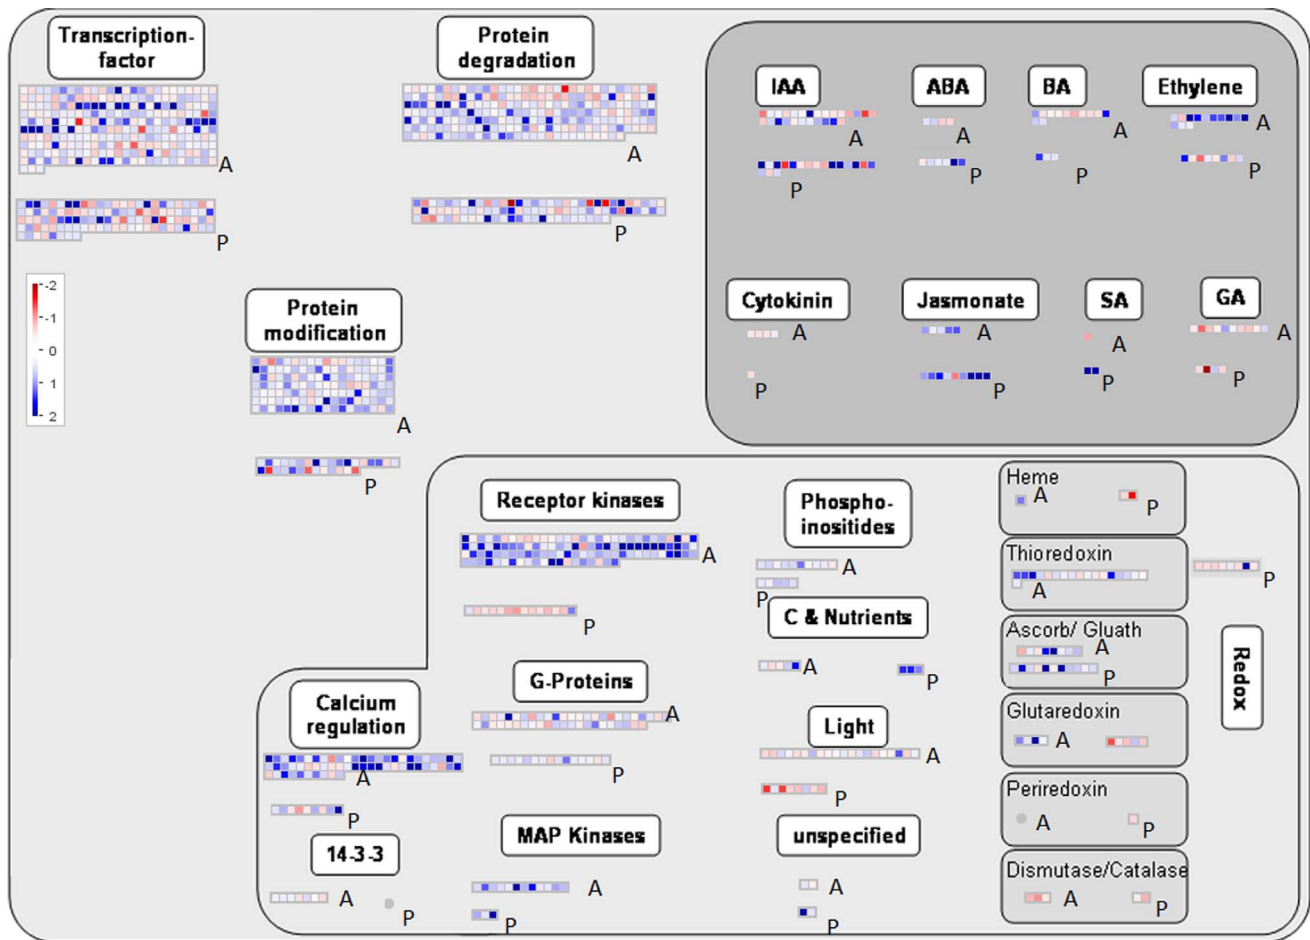 Transcription-
factor
A
P
Protein
degradation
A
P
IAA
A
P
ABA
A
P
BA
A
P
Ethylene
A
P
-2
-1
0
1
2
Protein
modification
A
P
Cytokinin
A
P
Jasmonate
A
P
SA
A
P
GA
A
P
Receptor kinases
A
P
Phospho-
inositides
A
P
C & Nutrients
A
P
Heme
A
P
Thioredoxin
A
P
Ascorb/ Gluath
A
P
Redox
Glutaredoxin
A
Periredoxin
A
P
Dismutase/Catalase
A
P
Calcium
regulation
A
P
G-Proteins
A
P
Light
A
P
14-3-3
A
P
MAP Kinases
A
P
unspecified
A
P